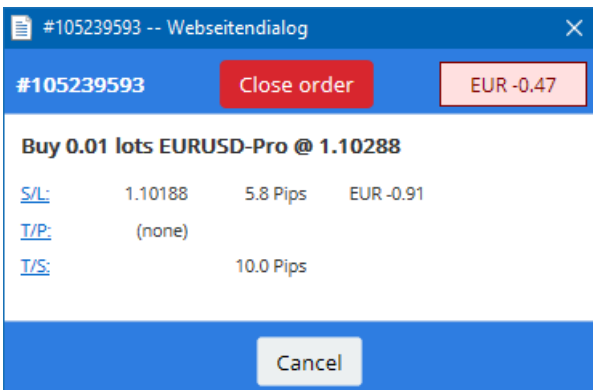 #105239593 -- Webseitendialog
#105239593 Close order EUR -0.47
Buy 0.01 lots EURUSD-Pro @ 1.10288
S/L: 1.10188 5.8 Pips EUR -0.91
T/P: (none)
T/S: 10.0 Pips
Cancel